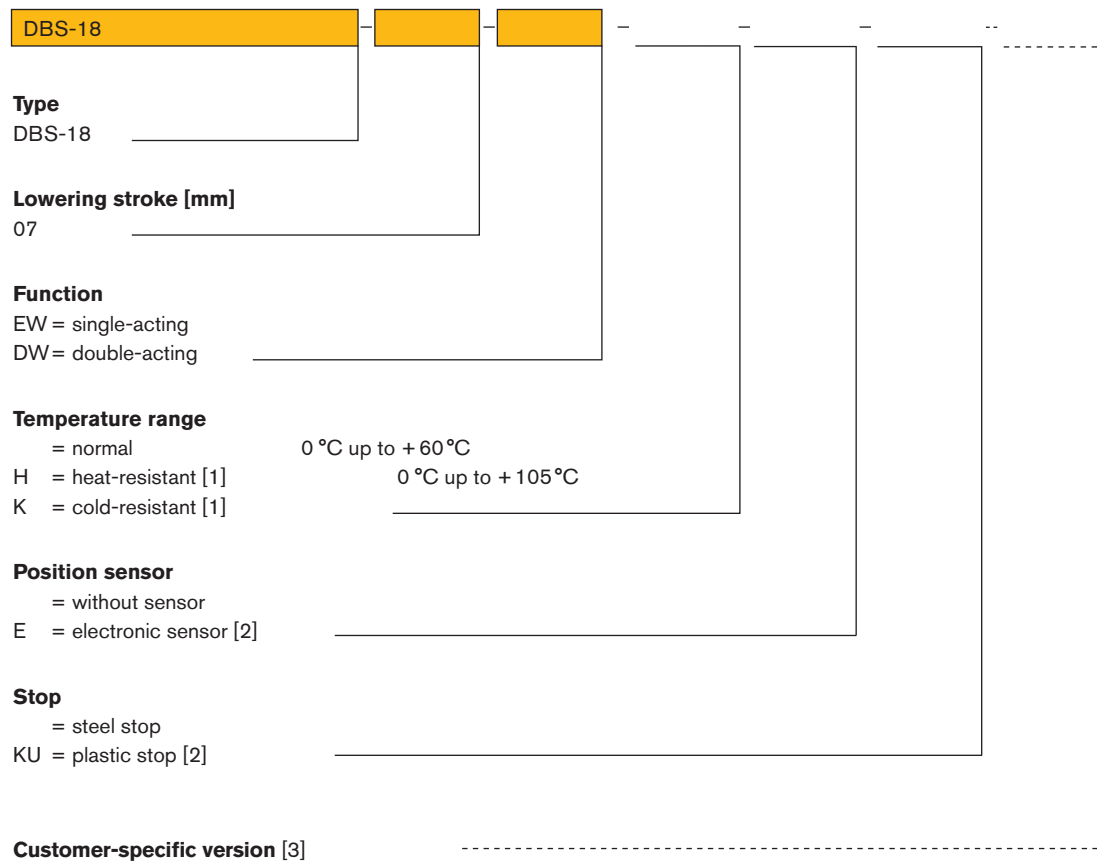 DBS-18 – – – – – --
Type
DBS-18
Lowering stroke [mm]
07
Function
EW = single-acting
DW = double-acting
Temperature range
= normal 0 °C up to + 60 °C
H = heat-resistant [1] 0 °C up to + 105 °C
K = cold-resistant [1]
Position sensor
= without sensor
E = electronic sensor [2]
Stop
= steel stop
KU = plastic stop [2]
Customer-specific version [3]